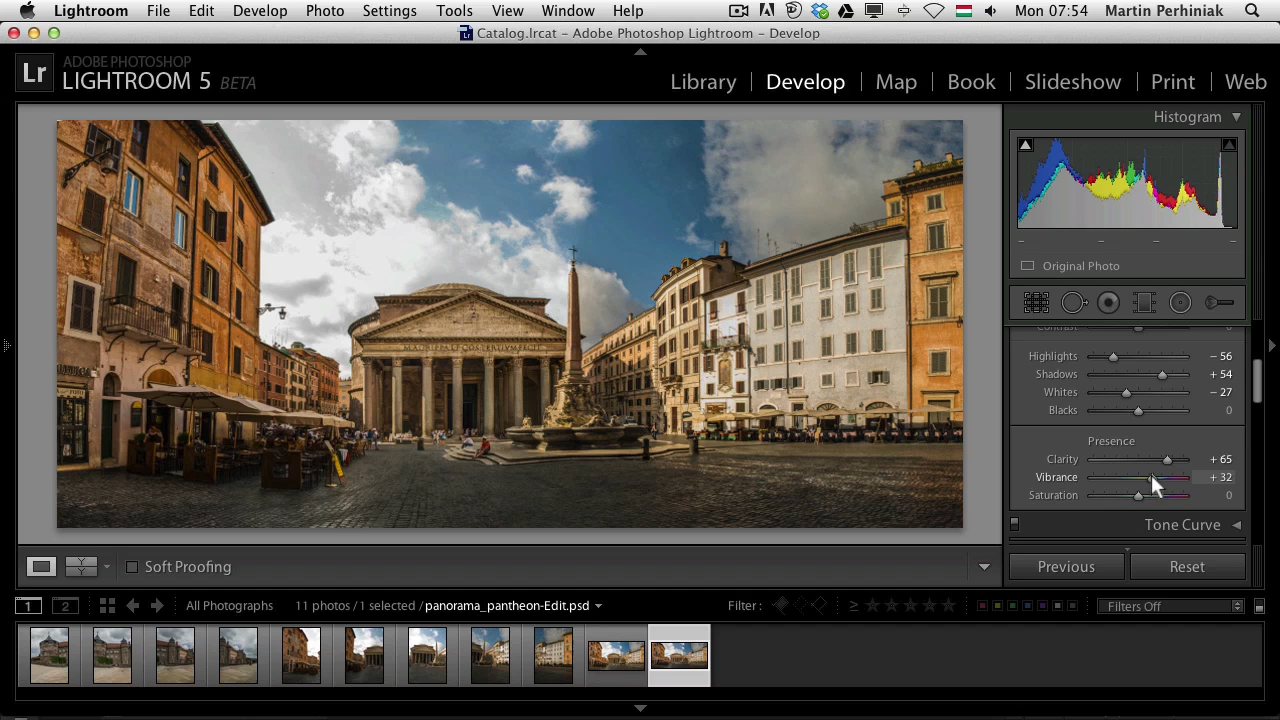 Lightroom File Edit Develop Photo Settings Tools View Window Help Mon 07:54 Martin Perhiniak
Catalog.lrcat – Adobe Photoshop Lightroom – Develop
Lr ADOBE PHOTOSHOP
LIGHTROOM 5 BETA
Library | Develop | Map | Book | Slideshow | Print | Web
Histogram
Original Photo
Contrast
Highlights – 56
Shadows + 54
Whites – 27
Blacks 0
Presence
Clarity + 65
Vibrance + 32
Saturation 0
Tone Curve
Previous Reset
Y Y Soft Proofing
1 2 All Photographs 11 photos / 1 selected / panorama_pantheon-Edit.psd Filter : ≥ Filters Off